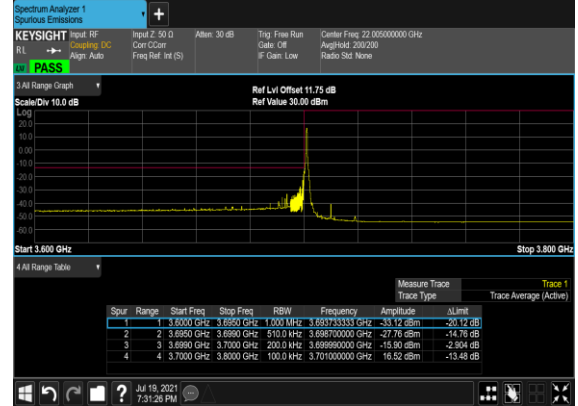 Spectrum Analyzer 1
Spurious Emissions
+
KEYSIGHT Input: RF Input Z: 50 Ω Atten: 30 dB Trig: Free Run Center Freq: 22.005000000 GHz
RL Coupling: DC Corr CCorr Gate: Off Avg|Hold: 200/200
Align: Auto Freq Ref: Int (S) IF Gain: Low Radio Std: None
PASS
3 All Range Graph
Ref Lvl Offset 11.75 dB
Scale/Div 10.0 dB Ref Value 30.00 dBm
Log
20.0
10.0
0.00
-10.0
-20.0
-30.0
-40.0
-50.0
-60.0
Start 3.600 GHz Stop 3.800 GHz
4 All Range Table
Measure Trace Trace 1
Trace Type Trace Average (Active)
Spur Range Start Freq Stop Freq RBW Frequency Amplitude ΔLimit
1 1 3.6000 GHz 3.6950 GHz 1.000 MHz 3.693733333 GHz -33.12 dBm -20.12 dB
2 2 3.6950 GHz 3.6990 GHz 510.0 kHz 3.698700000 GHz -27.76 dBm -14.76 dB
3 3 3.6990 GHz 3.7000 GHz 200.0 kHz 3.699990000 GHz -15.90 dBm -2.904 dB
4 4 3.7000 GHz 3.8000 GHz 100.0 kHz 3.701000000 GHz 16.52 dBm -13.48 dB
? Jul 19, 2021
7:31:26 PM